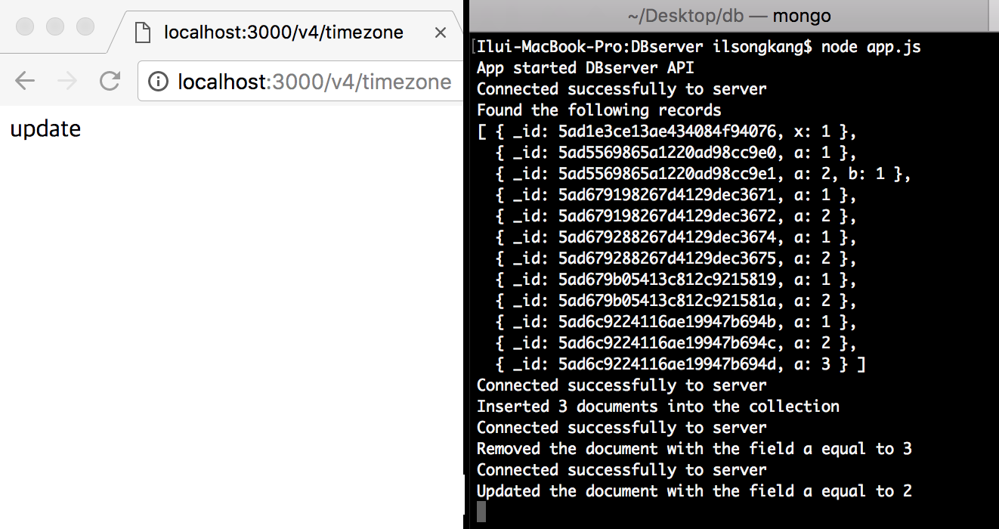 localhost:3000/v4/timezone
localhost:3000/v4/timezone
update
~/Desktop/db — mongo
[Ilui-MacBook-Pro:DBserver ilsongkang$ node app.js
App started DBserver API
Connected successfully to server
Found the following records
[ { _id: 5ad1e3ce13ae434084f94076, x: 1 },
  { _id: 5ad5569865a1220ad98cc9e0, a: 1 },
  { _id: 5ad5569865a1220ad98cc9e1, a: 2, b: 1 },
  { _id: 5ad679198267d4129dec3671, a: 1 },
  { _id: 5ad679198267d4129dec3672, a: 2 },
  { _id: 5ad679288267d4129dec3674, a: 1 },
  { _id: 5ad679288267d4129dec3675, a: 2 },
  { _id: 5ad679b05413c812c9215819, a: 1 },
  { _id: 5ad679b05413c812c921581a, a: 2 },
  { _id: 5ad6c9224116ae19947b694b, a: 1 },
  { _id: 5ad6c9224116ae19947b694c, a: 2 },
  { _id: 5ad6c9224116ae19947b694d, a: 3 } ]
Connected successfully to server
Inserted 3 documents into the collection
Connected successfully to server
Removed the document with the field a equal to 3
Connected successfully to server
Updated the document with the field a equal to 2